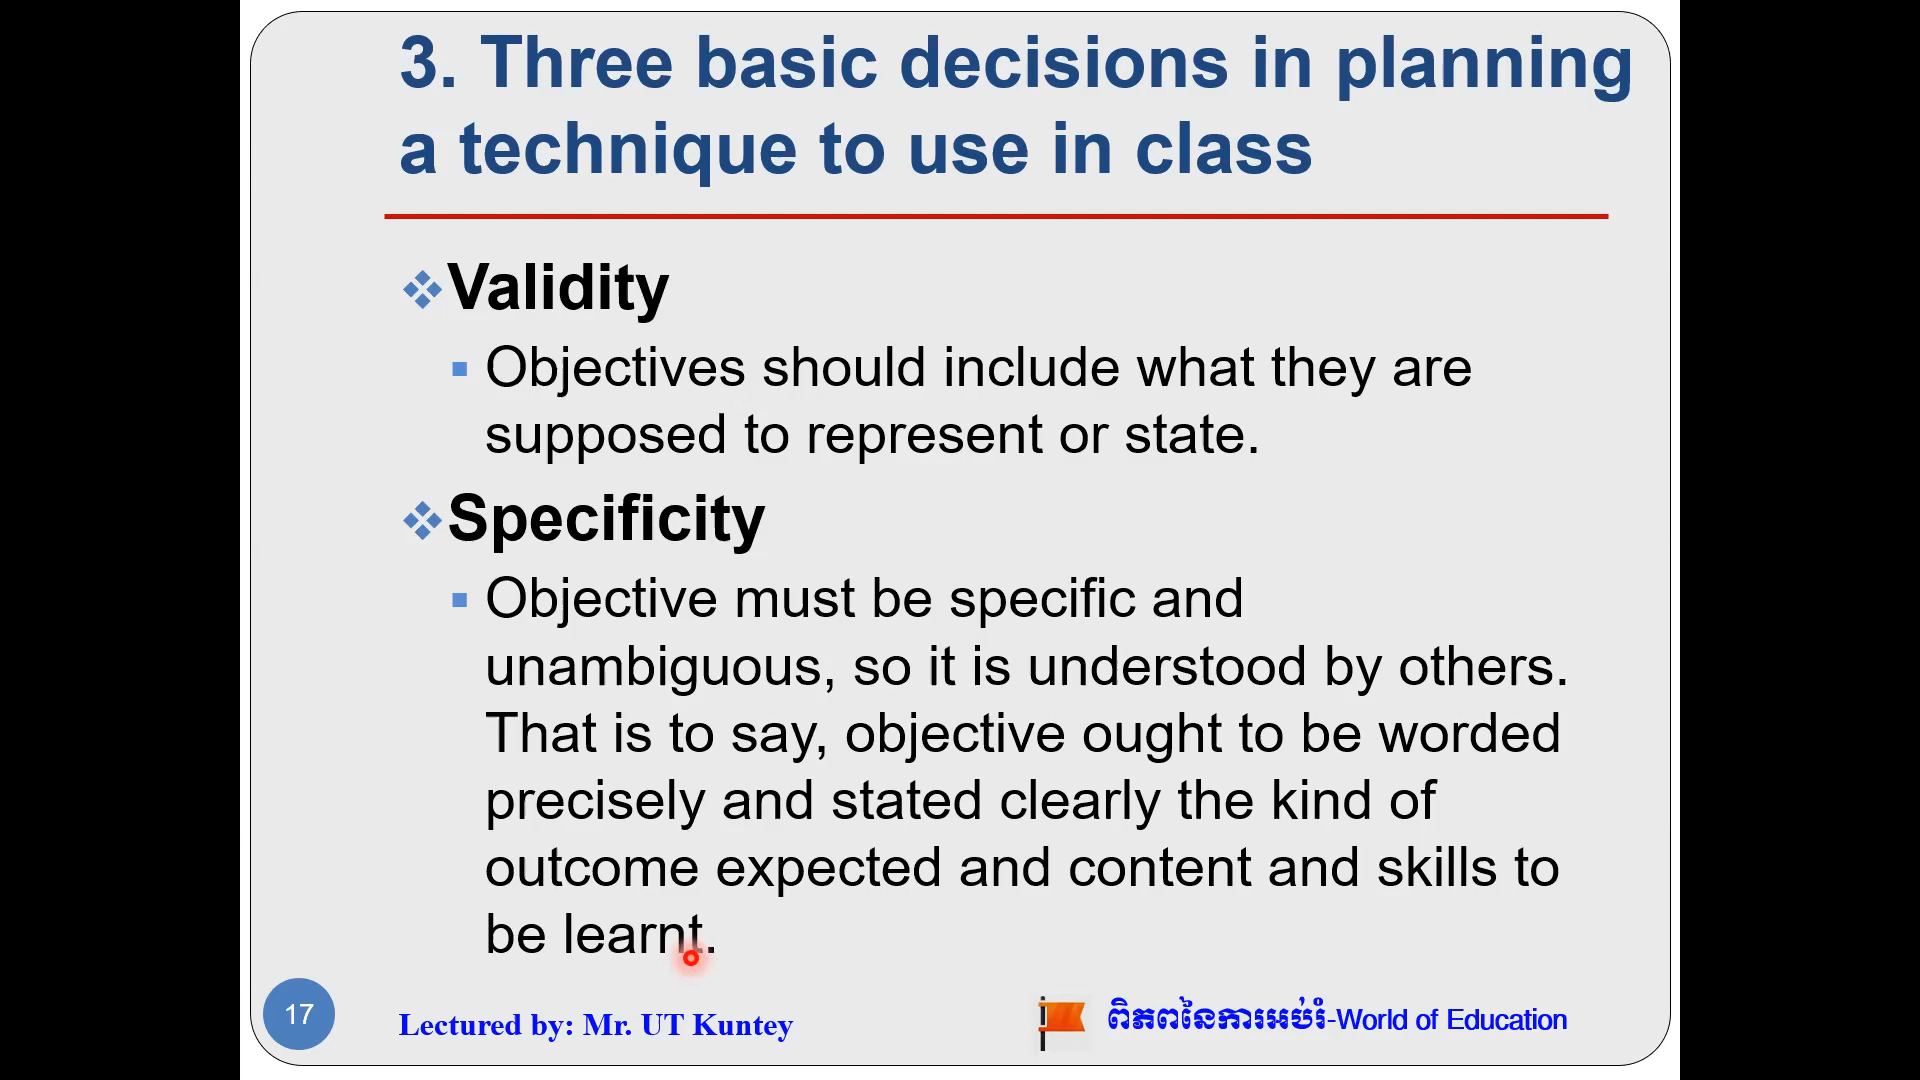 3. Three basic decisions in planning
a technique to use in class
Validity
Objectives should include what they are
supposed to represent or state.
Specificity
Objective must be specific and
unambiguous, so it is understood by others.
That is to say, objective ought to be worded
precisely and stated clearly the kind of
outcome expected and content and skills to
be learnt.
17
Lectured by: Mr. UT Kuntey
ពិភពនៃការអប់រំ-World of Education